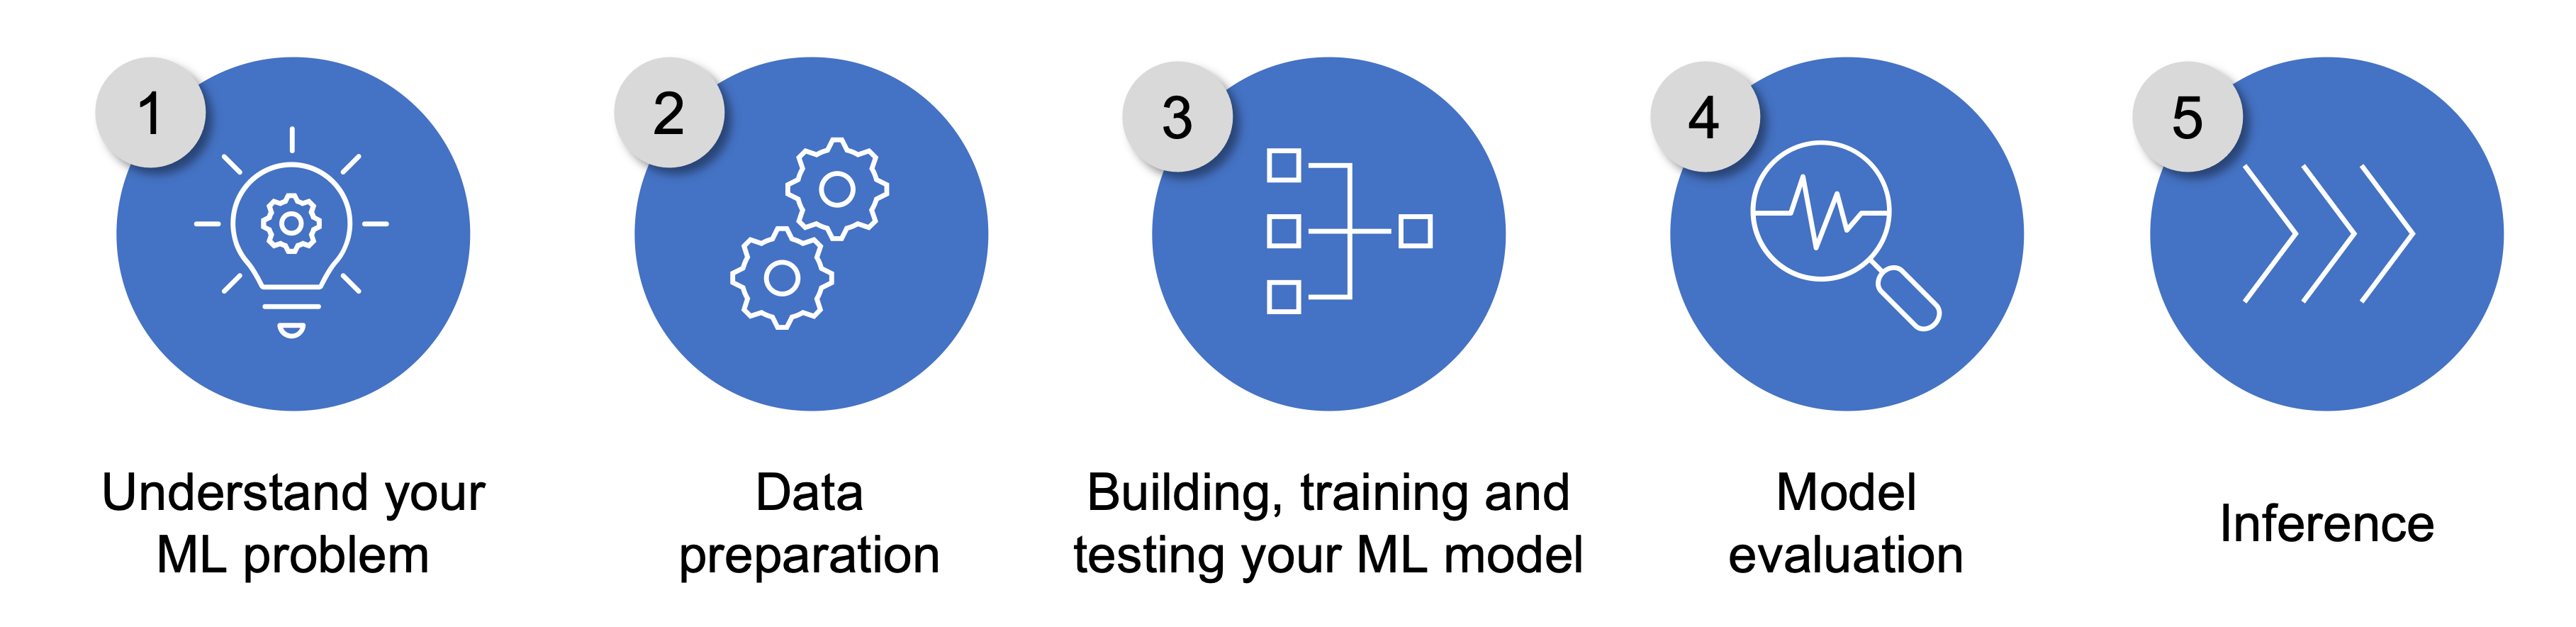 1
Understand your
ML problem
2
Data
preparation
3
Building, training and
testing your ML model
4
Model
evaluation
5
Inference